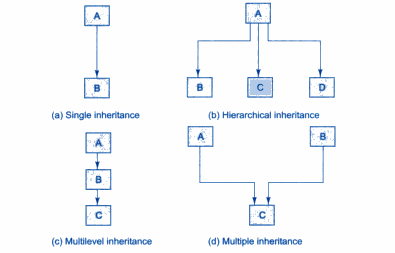 A
A
B
B
C
D
(a) Single inheritance
(b) Hierarchical inheritance
A
A
B
B
C
C
(c) Multilevel inheritance
(d) Multiple inheritance